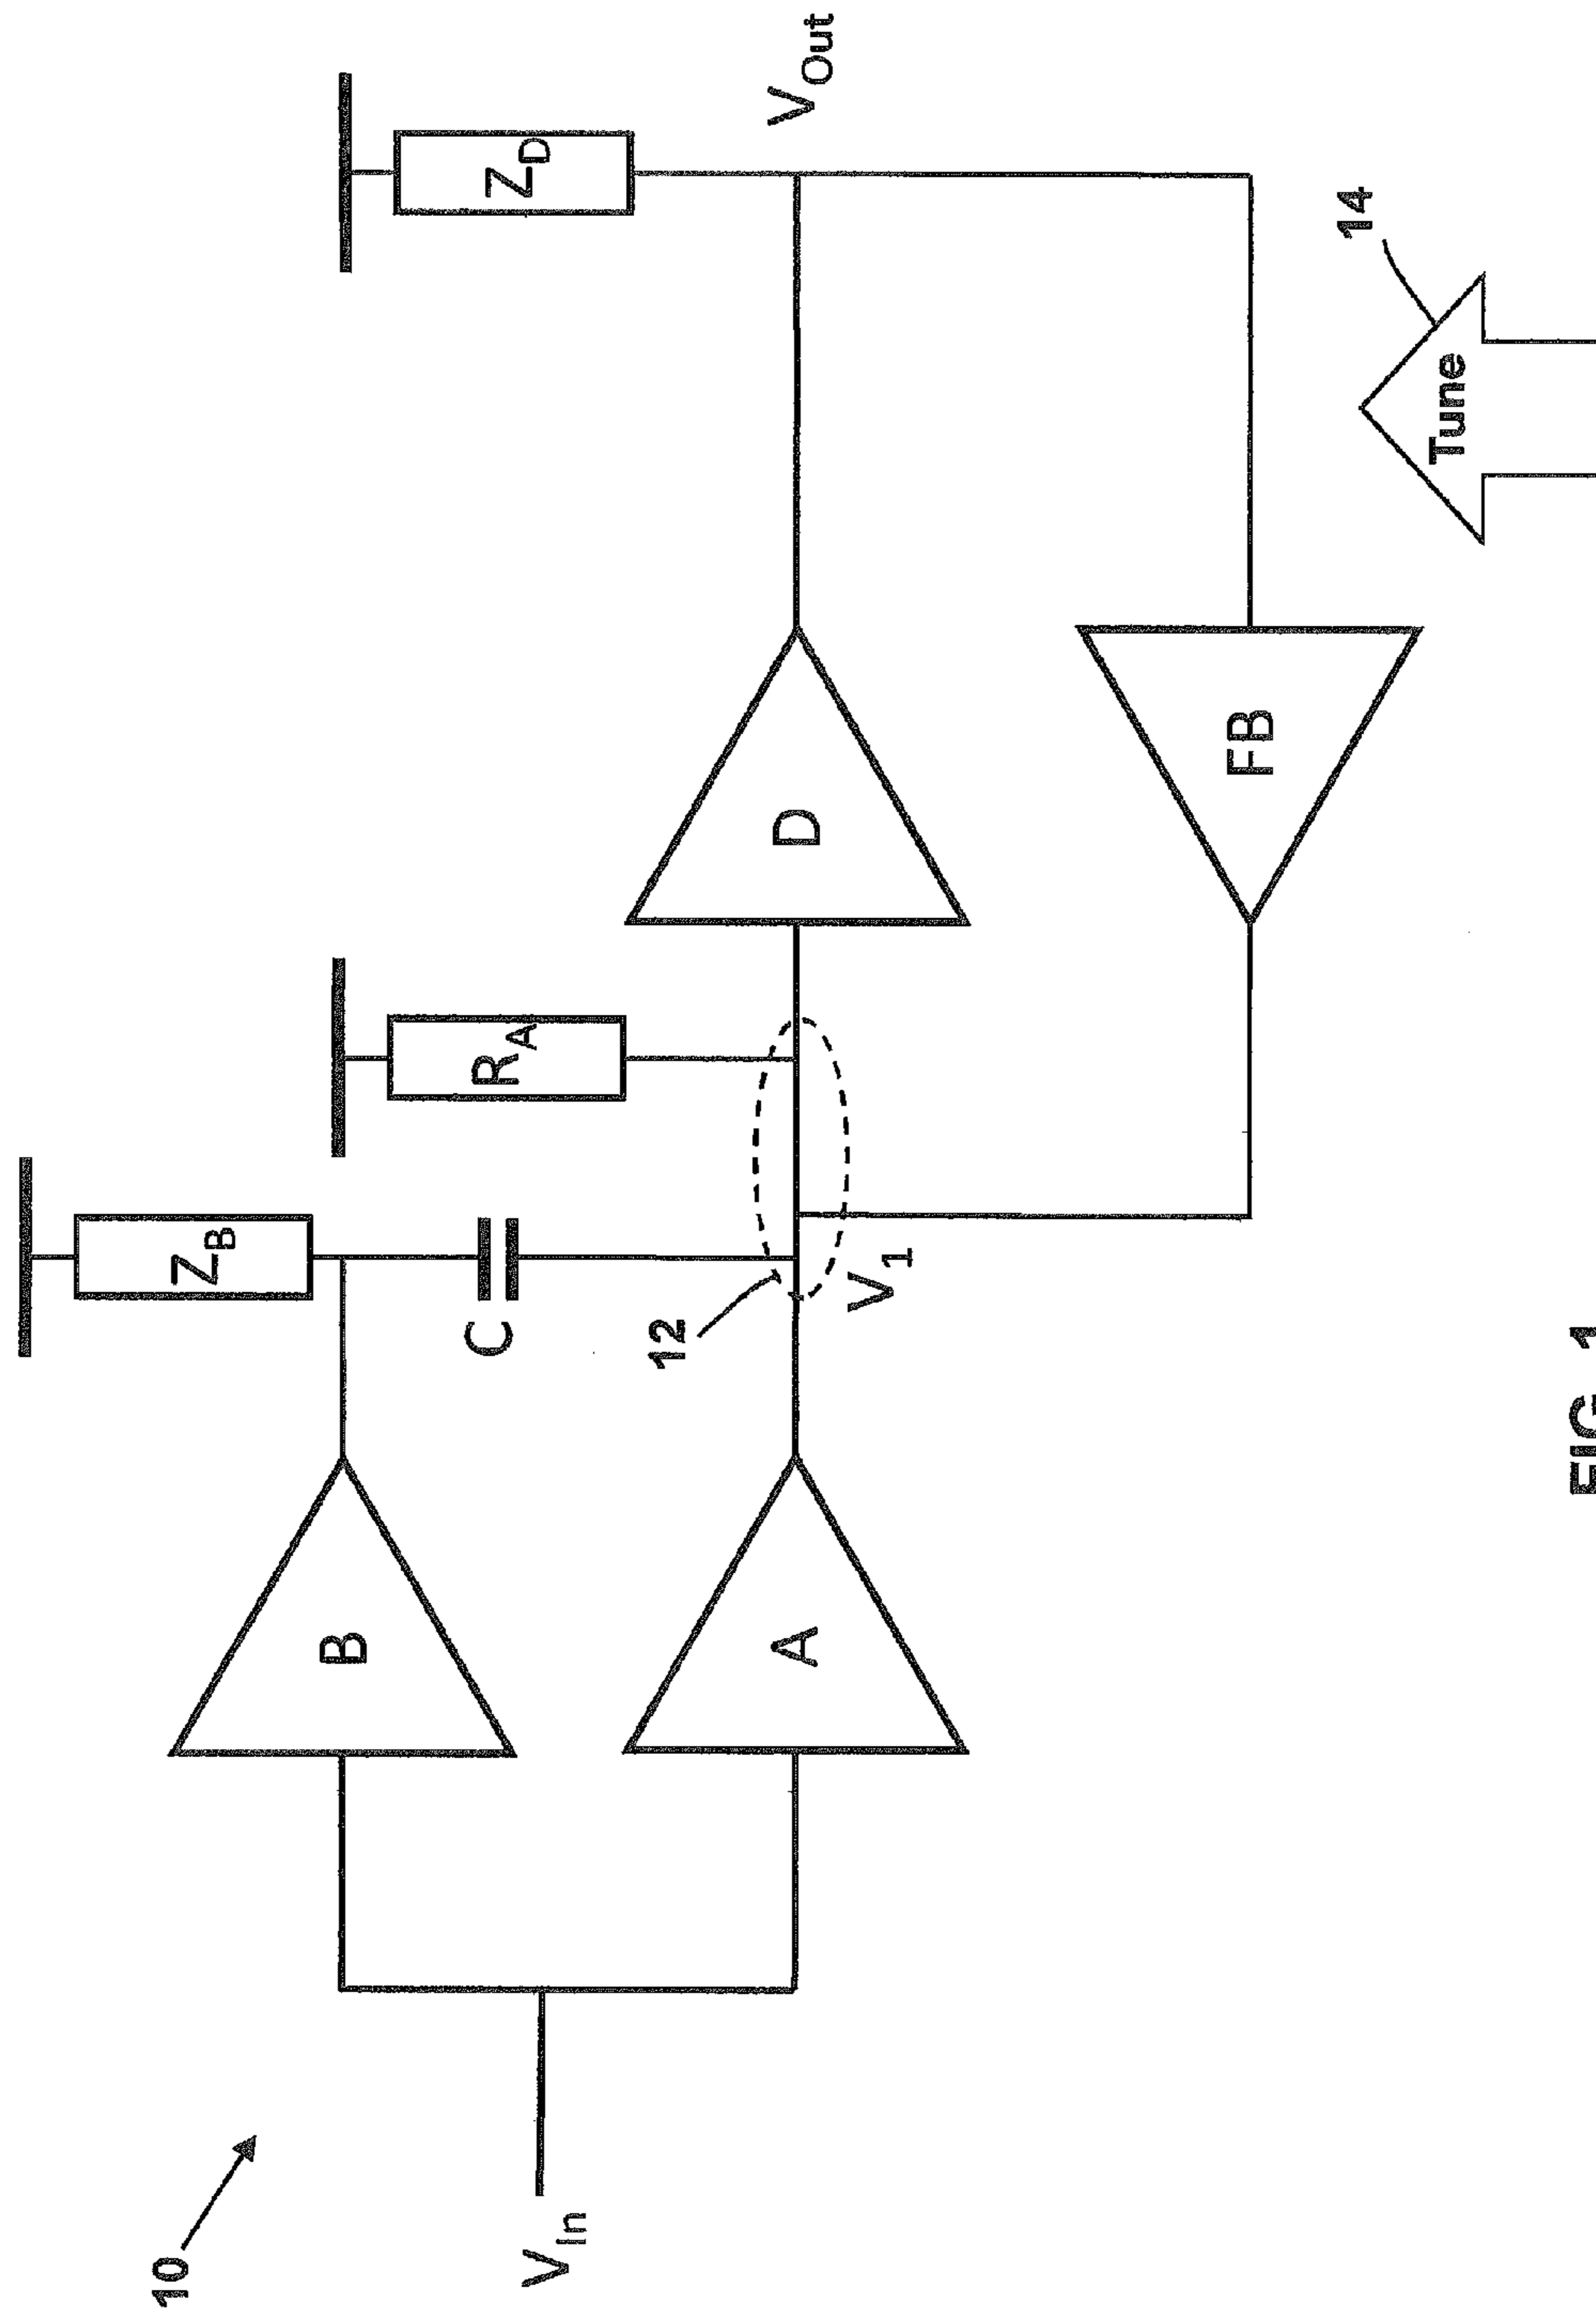 10
V_In
B
A
Z_B
C
12
V_1
R_A
D
FB
Z_D
V_Out
Tune
14
FIG. 1